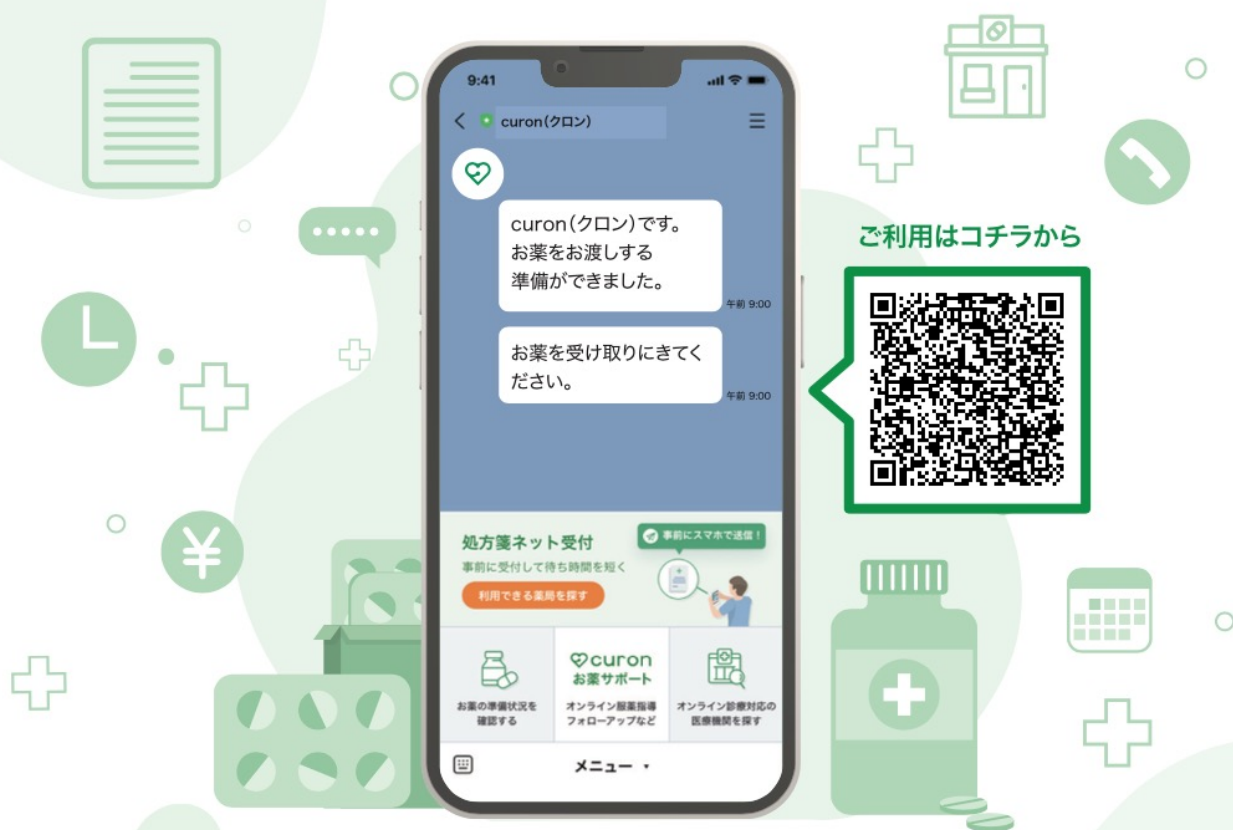 9:41
curon(クロン)
curon(クロン)です。
お薬をお渡しする
準備ができました。
午前 9:00
お薬を受け取りにきてく
ださい。
午前 9:00
ご利用はコチラから
処方箋ネット受付
事前にスマホで送信!
事前に受付して待ち時間を短く
利用できる薬局を探す
お薬の準備状況を
確認する
curon
お薬サポート
オンライン服薬指導
フォローアップなど
オンライン診療対応の
医療機関を探す
メニュー